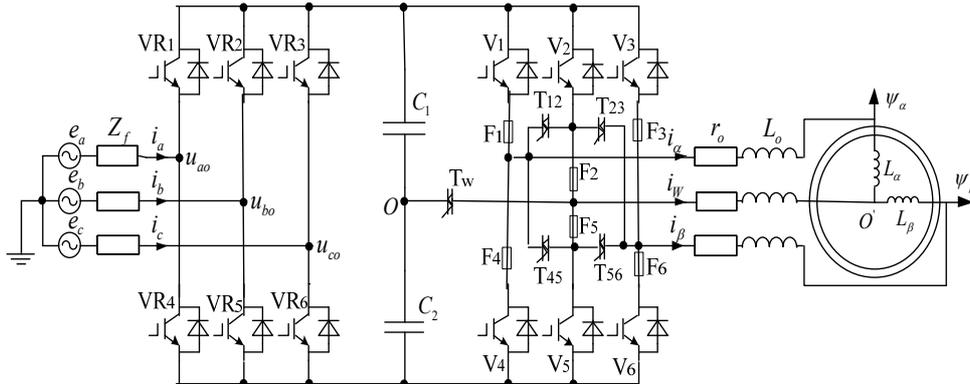 VR1 VR2 VR3
V1 V2 V3
C1
T12 T23
F1 F3
ea Zf ia
uao
iα ro Lo
ψα
Lα
eb ib
ubo
Tw
F2
iW
O
O'
Lβ
F5
ec ic
uco
iβ
F4 T45 T56 F6
VR4 VR5 VR6
C2
V4 V5 V6